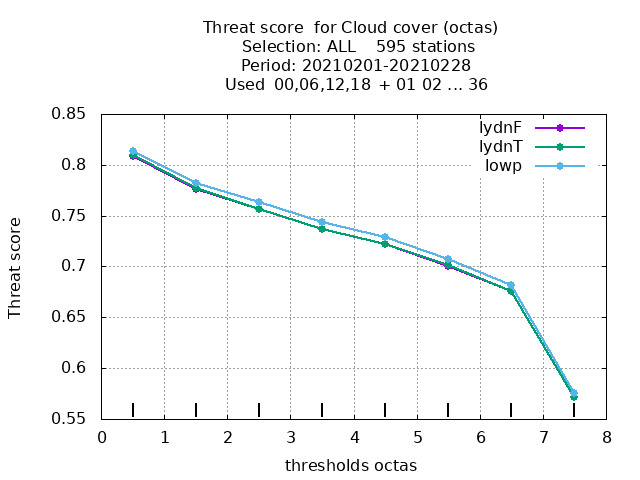 Threat score  for Cloud cover (octas)
Selection: ALL    595 stations
Period: 20210201-20210228
Used  00,06,12,18  + 01 02 ... 36
lydnF
lydnT
lowp
Threat score
0.85
0.8
0.75
0.7
0.65
0.6
0.55
0 1 2 3 4 5 6 7 8
thresholds octas